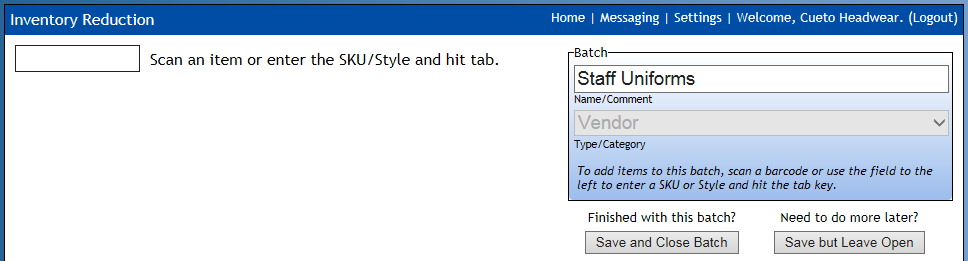 Inventory Reduction
Home | Messaging | Settings | Welcome, Cueto Headwear. (Logout)
Scan an item or enter the SKU/Style and hit tab.
Batch
Staff Uniforms
Name/Comment
Vendor
Type/Category
To add items to this batch, scan a barcode or use the field to the
left to enter a SKU or Style and hit the tab key.
Finished with this batch?
Need to do more later?
Save and Close Batch
Save but Leave Open